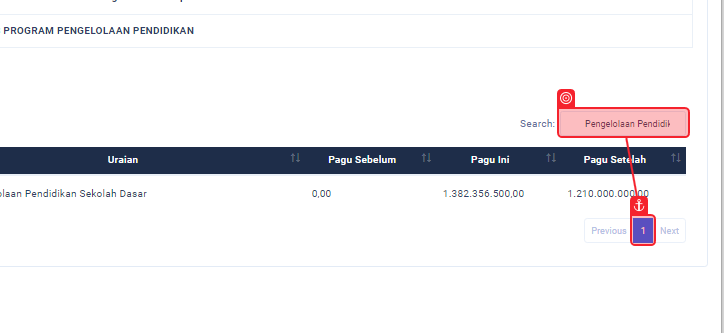 PROGRAM PENGELOLAAN PENDIDIKAN
Search: Pengelolaan Pendidik
Uraian Pagu Sebelum Pagu Ini Pagu Setelah
laan Pendidikan Sekolah Dasar 0,00 1.382.356.500,00 1.210.000.000,00
Previous 1 Next